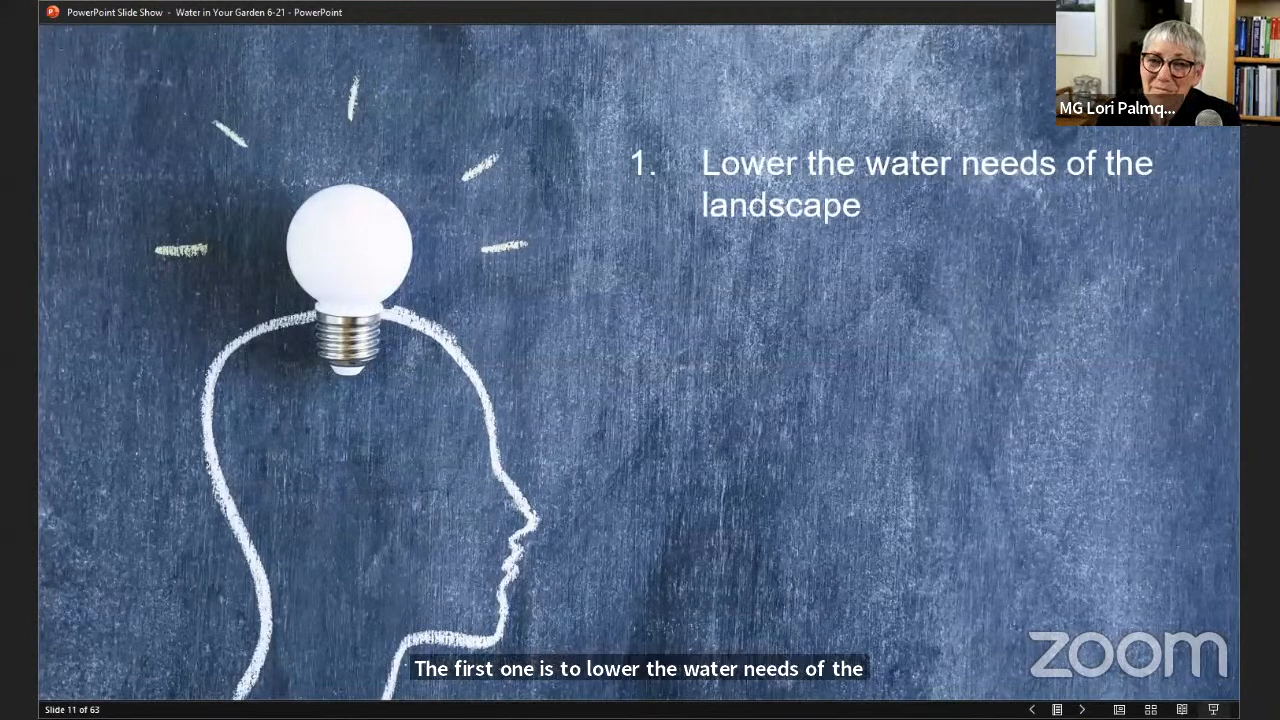 PowerPoint Slide Show - Water in Your Garden 6-21 - PowerPoint
MG Lori Palmq...
1. Lower the water needs of the
landscape
The first one is to lower the water needs of the
zoom
Slide 11 of 63